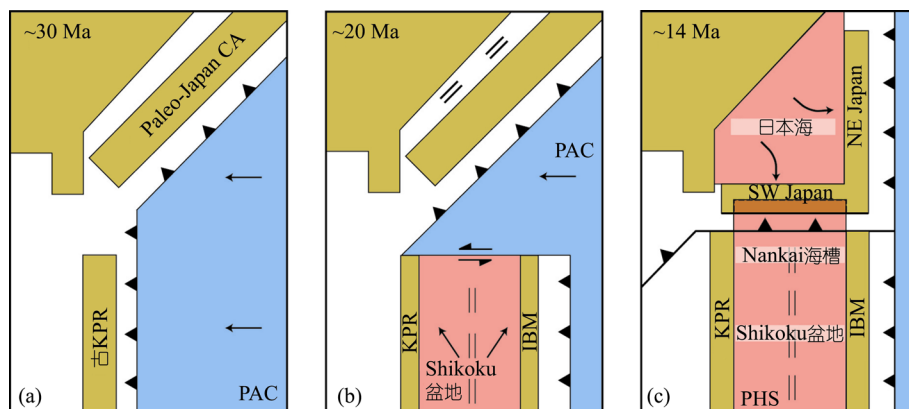 ~30 Ma
Paleo-Japan CA
古KPR
PAC
(a)
~20 Ma
PAC
KPR
IBM
Shikoku
盆地
(b)
~14 Ma
NE Japan
日本海
SW Japan
Nankai海槽
KPR
IBM
Shikoku盆地
PHS
(c)